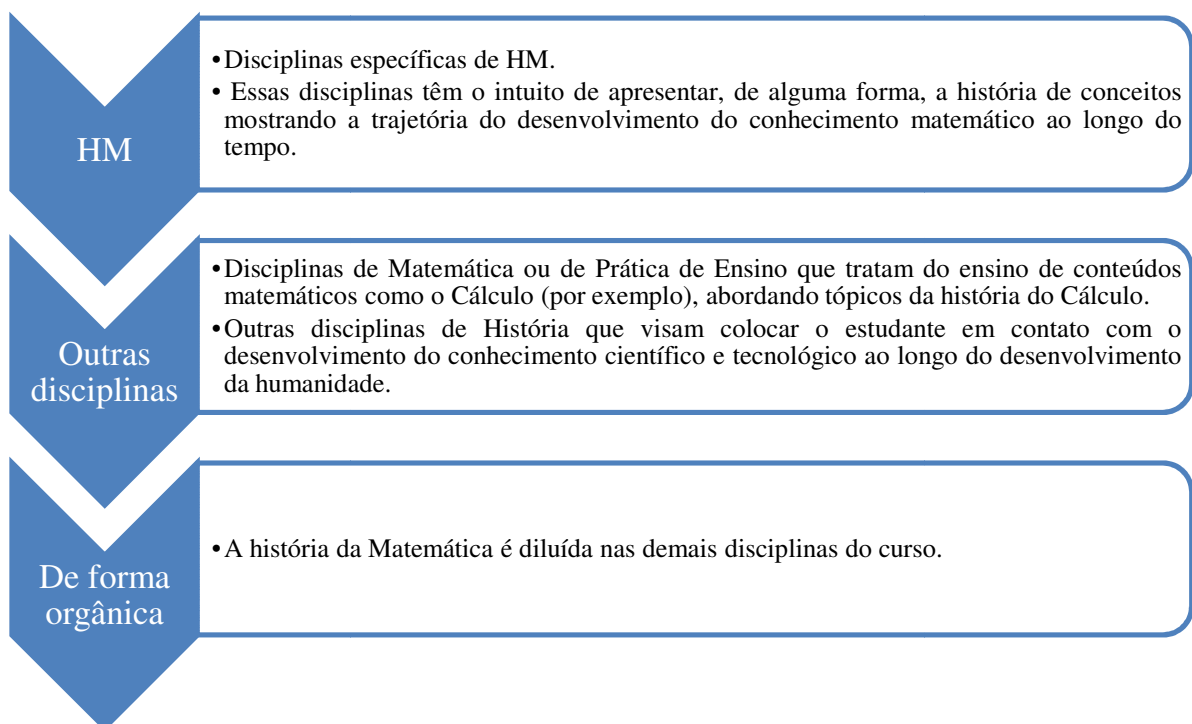 HM
•Disciplinas específicas de HM.
• Essas disciplinas têm o intuito de apresentar, de alguma forma, a história de conceitos
mostrando a trajetória do desenvolvimento do conhecimento matemático ao longo do
tempo.
Outras
disciplinas
•Disciplinas de Matemática ou de Prática de Ensino que tratam do ensino de conteúdos
matemáticos como o Cálculo (por exemplo), abordando tópicos da história do Cálculo.
•Outras disciplinas de História que visam colocar o estudante em contato com o
desenvolvimento do conhecimento científico e tecnológico ao longo do desenvolvimento
da humanidade.
De forma
orgânica
•A história da Matemática é diluída nas demais disciplinas do curso.